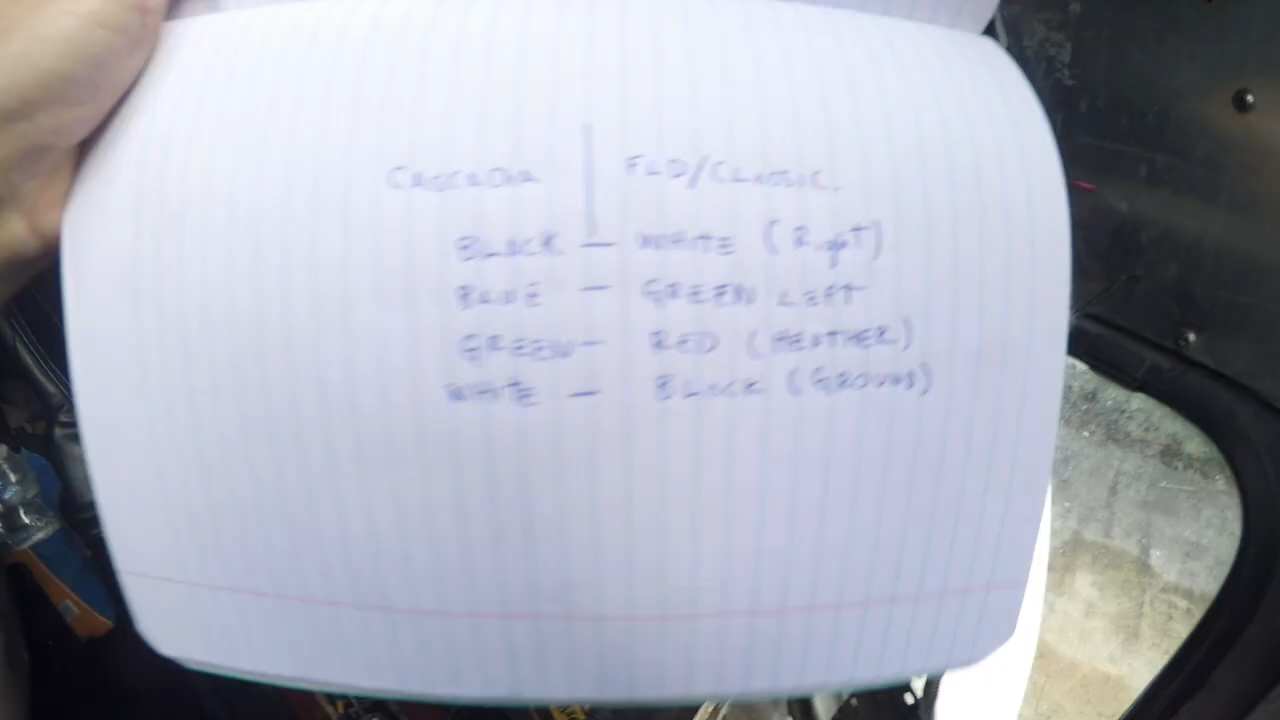 CASCADIA | FLD/CLASSIC.
BLACK — WHITE (Right)
BLUE — GREEN LEFT
GREEN — RED (HEATHER)
WHITE — BLACK (GROUND)